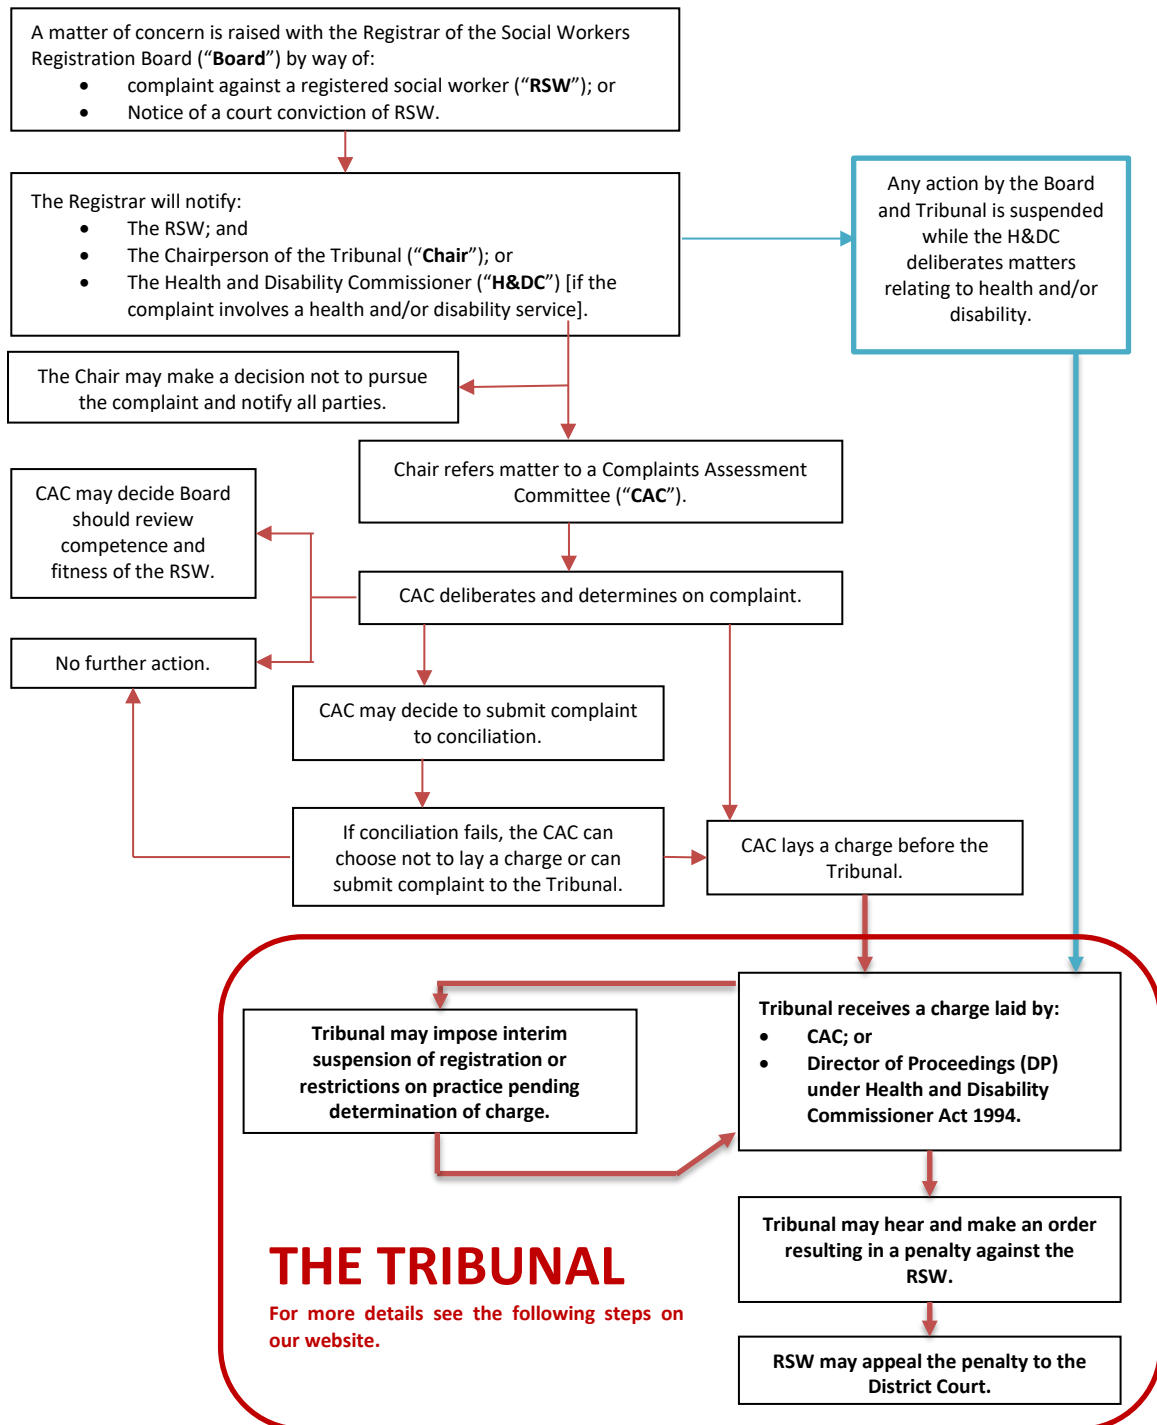 A matter of concern is raised with the Registrar of the Social Workers
Registration Board (“Board”) by way of:
• complaint against a registered social worker (“RSW”); or
• Notice of a court conviction of RSW.
The Registrar will notify:
• The RSW; and
• The Chairperson of the Tribunal (“Chair”); or
• The Health and Disability Commissioner (“H&DC”) [if the
complaint involves a health and/or disability service].
Any action by the Board
and Tribunal is suspended
while the H&DC
deliberates matters
relating to health and/or
disability.
The Chair may make a decision not to pursue
the complaint and notify all parties.
Chair refers matter to a Complaints Assessment
Committee (“CAC”).
CAC may decide Board
should review
competence and
fitness of the RSW.
CAC deliberates and determines on complaint.
No further action.
CAC may decide to submit complaint
to conciliation.
If conciliation fails, the CAC can
choose not to lay a charge or can
submit complaint to the Tribunal.
CAC lays a charge before the
Tribunal.
Tribunal receives a charge laid by:
• CAC; or
• Director of Proceedings (DP)
under Health and Disability
Commissioner Act 1994.
Tribunal may impose interim
suspension of registration or
restrictions on practice pending
determination of charge.
Tribunal may hear and make an order
resulting in a penalty against the
RSW.
THE TRIBUNAL
For more details see the following steps on
our website.
RSW may appeal the penalty to the
District Court.